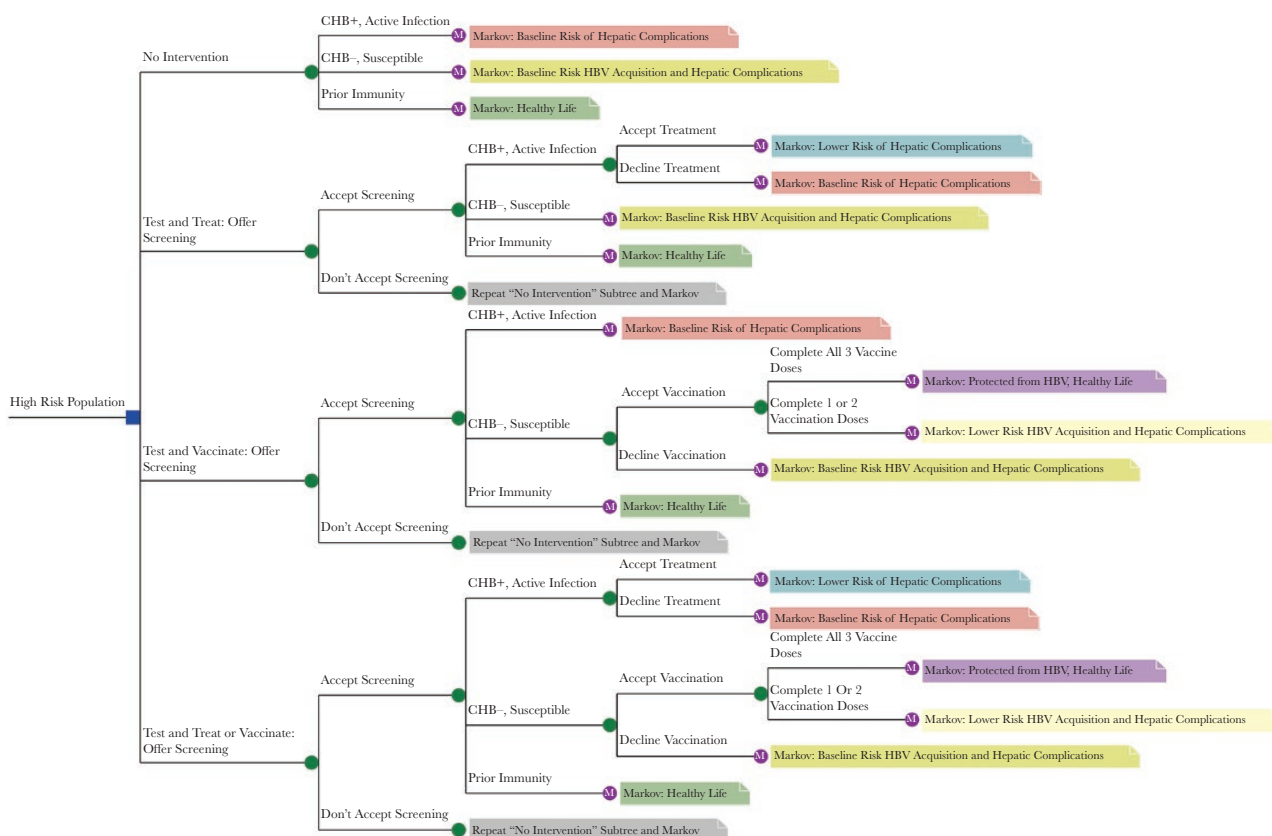 CHB+, Active Infection
M Markov: Baseline Risk of Hepatic Complications
No Intervention
CHB–, Susceptible
M Markov: Baseline Risk HBV Acquisition and Hepatic Complications
Prior Immunity
M Markov: Healthy Life
Accept Treatment
M Markov: Lower Risk of Hepatic Complications
CHB+, Active Infection
Decline Treatment
M Markov: Baseline Risk of Hepatic Complications
Accept Screening
CHB–, Susceptible
M Markov: Baseline Risk HBV Acquisition and Hepatic Complications
Test and Treat: Offer
Screening
Prior Immunity
M Markov: Healthy Life
Don't Accept Screening
Repeat “No Intervention” Subtree and Markov
CHB+, Active Infection
M Markov: Baseline Risk of Hepatic Complications
Complete All 3 Vaccine
Doses
M Markov: Protected from HBV, Healthy Life
High Risk Population
Accept Screening
Accept Vaccination
Complete 1 or 2
Vaccination Doses
M Markov: Lower Risk HBV Acquisition and Hepatic Complications
CHB–, Susceptible
Decline Vaccination
M Markov: Baseline Risk HBV Acquisition and Hepatic Complications
Test and Vaccinate: Offer
Screening
Prior Immunity
M Markov: Healthy Life
Don't Accept Screening
Repeat “No Intervention” Subtree and Markov
Accept Treatment
M Markov: Lower Risk of Hepatic Complications
CHB+, Active Infection
Decline Treatment
M Markov: Baseline Risk of Hepatic Complications
Complete All 3 Vaccine
Doses
M Markov: Protected from HBV, Healthy Life
Accept Screening
Accept Vaccination
Complete 1 Or 2
Vaccination Doses
M Markov: Lower Risk HBV Acquisition and Hepatic Complications
CHB–, Susceptible
Decline Vaccination
M Markov: Baseline Risk HBV Acquisition and Hepatic Complications
Test and Treat or Vaccinate:
Offer Screening
Prior Immunity
M Markov: Healthy Life
Don't Accept Screening
Repeat “No Intervention” Subtree and Markov